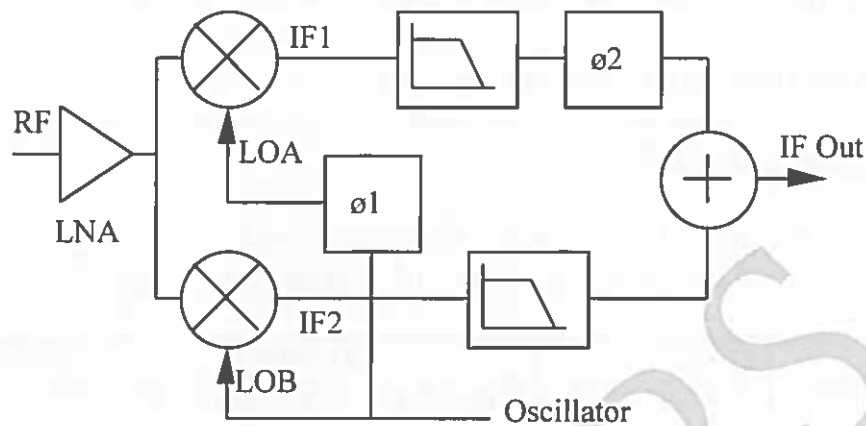 IF1
ø2
RF
LOA
IF Out
ø1
LNA
IF2
LOB
Oscillator